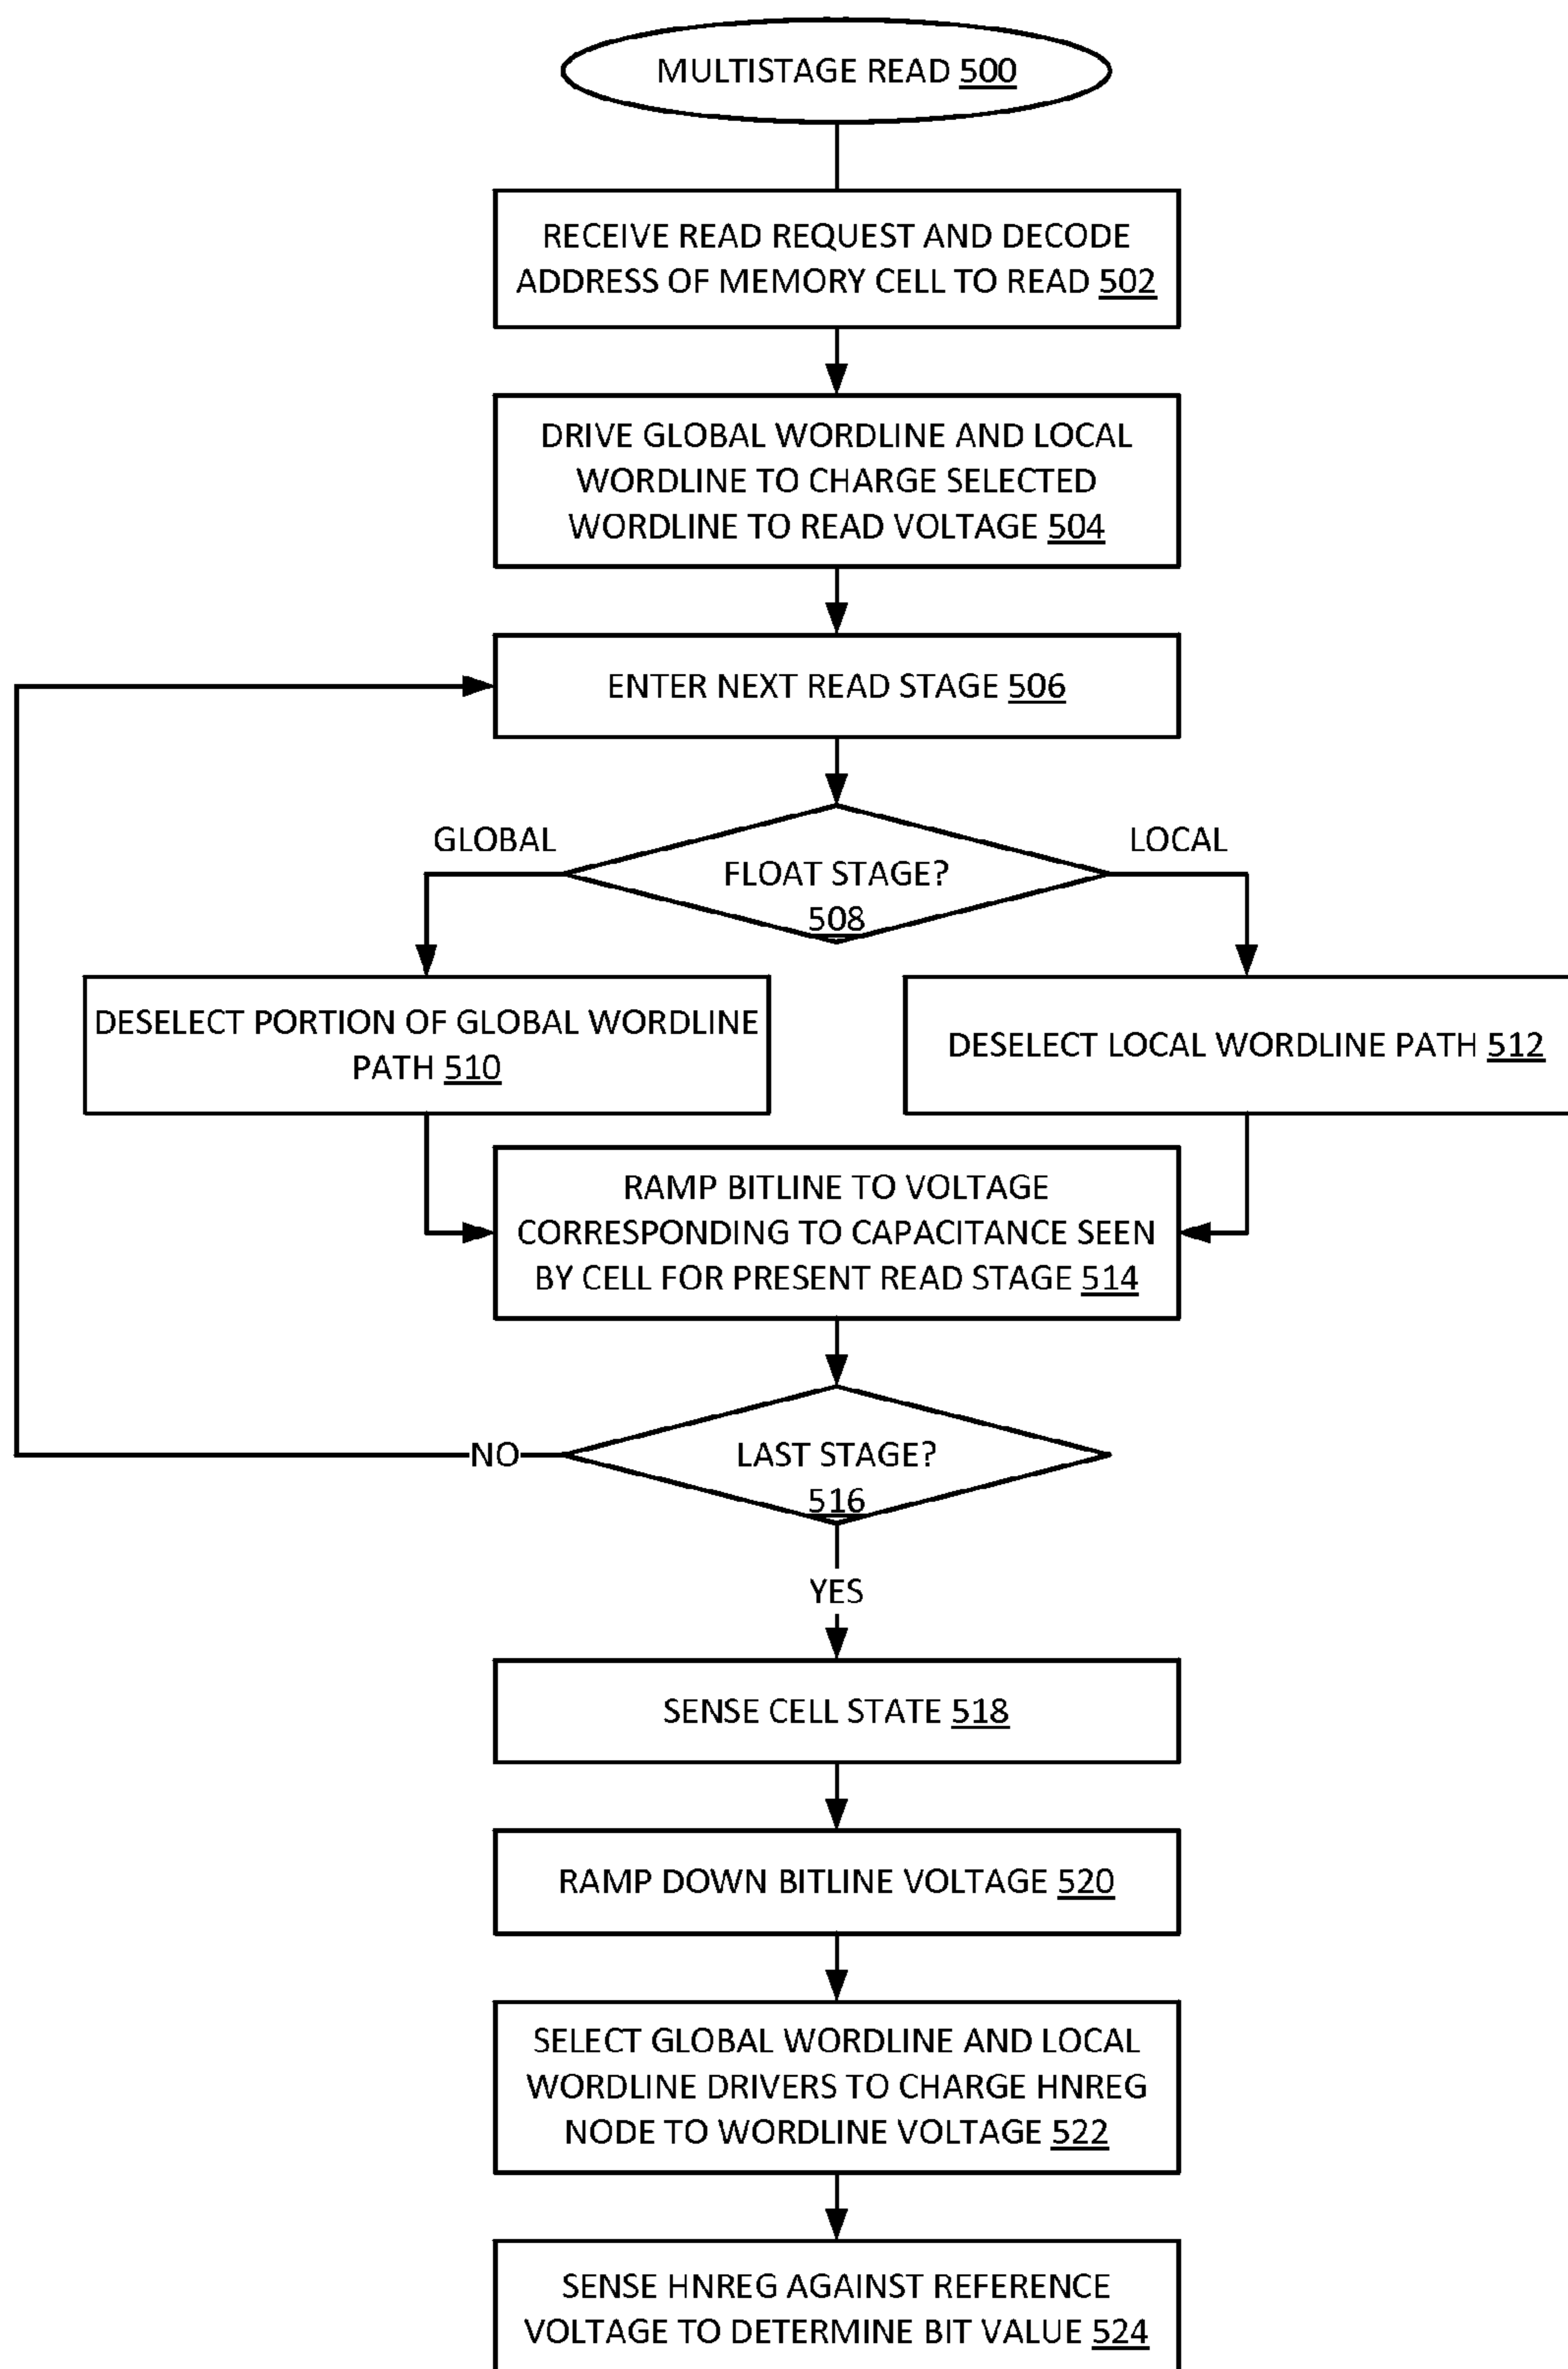 MULTISTAGE READ 500
RECEIVE READ REQUEST AND DECODE
ADDRESS OF MEMORY CELL TO READ 502
DRIVE GLOBAL WORDLINE AND LOCAL
WORDLINE TO CHARGE SELECTED
WORDLINE TO READ VOLTAGE 504
ENTER NEXT READ STAGE 506
GLOBAL
LOCAL
FLOAT STAGE?
508
DESELECT PORTION OF GLOBAL WORDLINE
PATH 510
DESELECT LOCAL WORDLINE PATH 512
RAMP BITLINE TO VOLTAGE
CORRESPONDING TO CAPACITANCE SEEN
BY CELL FOR PRESENT READ STAGE 514
NO
LAST STAGE?
516
YES
SENSE CELL STATE 518
RAMP DOWN BITLINE VOLTAGE 520
SELECT GLOBAL WORDLINE AND LOCAL
WORDLINE DRIVERS TO CHARGE HNREG
NODE TO WORDLINE VOLTAGE 522
SENSE HNREG AGAINST REFERENCE
VOLTAGE TO DETERMINE BIT VALUE 524